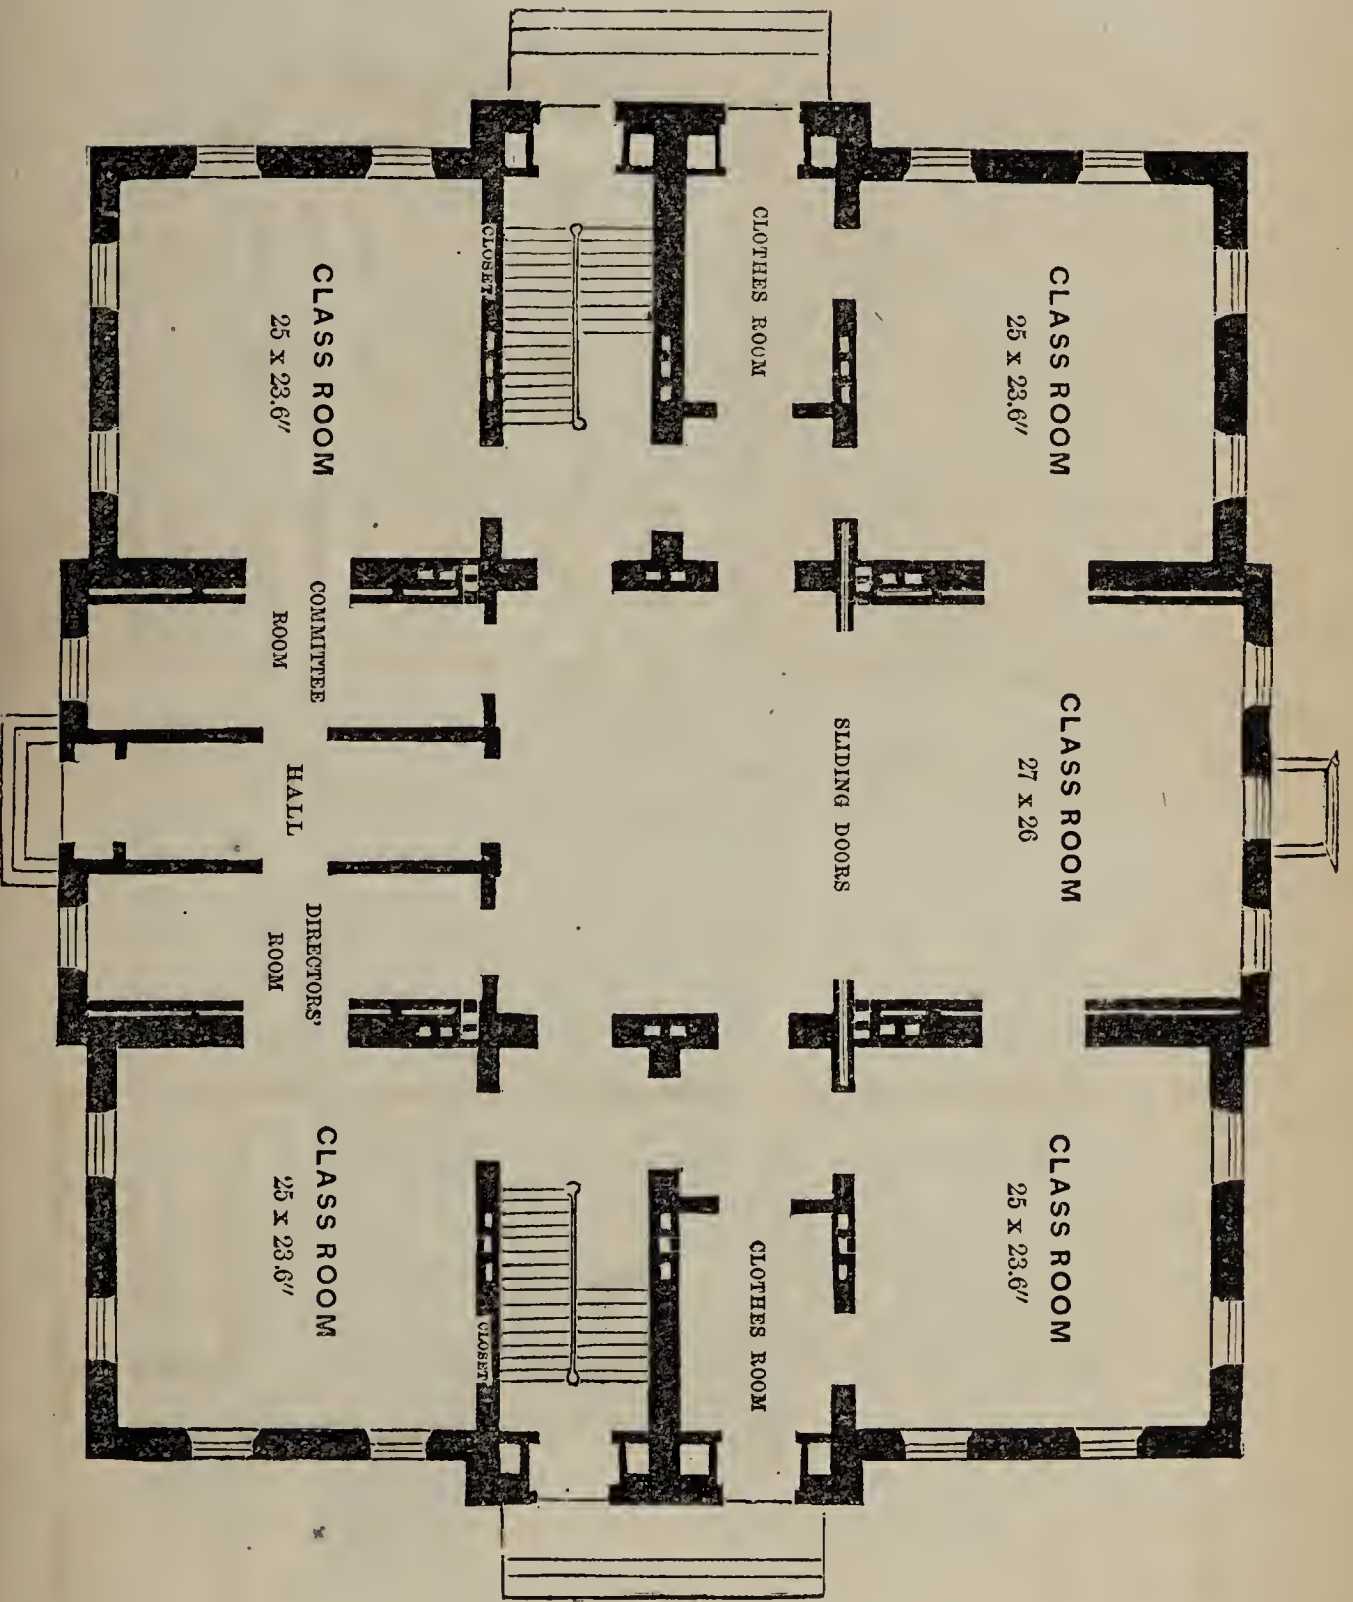 CLASS ROOM
25 x 23.6"
CLASS ROOM
27 x 26
CLASS ROOM
25 x 23.6"
SLIDING DOORS
CLOTHES ROOM
CLOTHES ROOM
CLOSET
CLOSET
CLASS ROOM
25 x 23.6"
COMMITTEE
ROOM
HALL
DIRECTORS'
ROOM
CLASS ROOM
25 x 23.6"